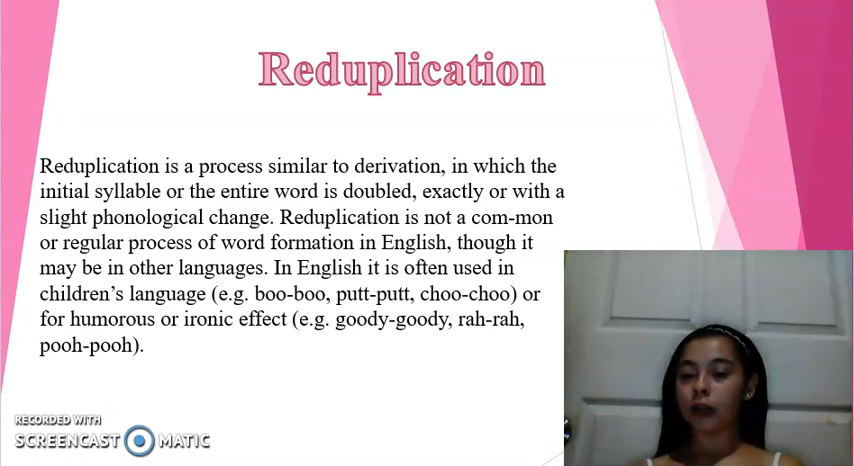 Reduplication
Reduplication is a process similar to derivation, in which the
initial syllable or the entire word is doubled, exactly or with a
slight phonological change. Reduplication is not a com-mon
or regular process of word formation in English, though it
may be in other languages. In English it is often used in
children’s language (e.g. boo-boo, putt-putt, choo-choo) or
for humorous or ironic effect (e.g. goody-goody, rah-rah,
pooh-pooh).
RECORDED WITH
SCREENCAST MATIC